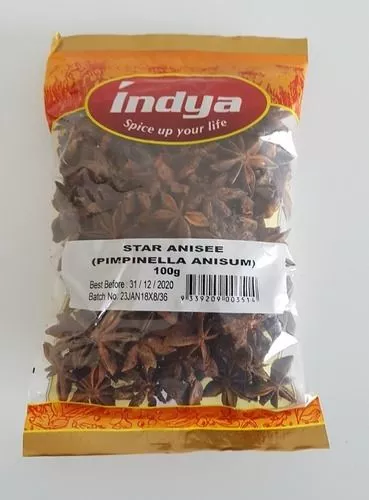 índya
Spice up your life
STAR ANISEE
(PIMPINELLA ANISUM)
100g
Best Before : 31 / 12 / 2020
Batch No. 23JAN18X8/36
9 339209 003514